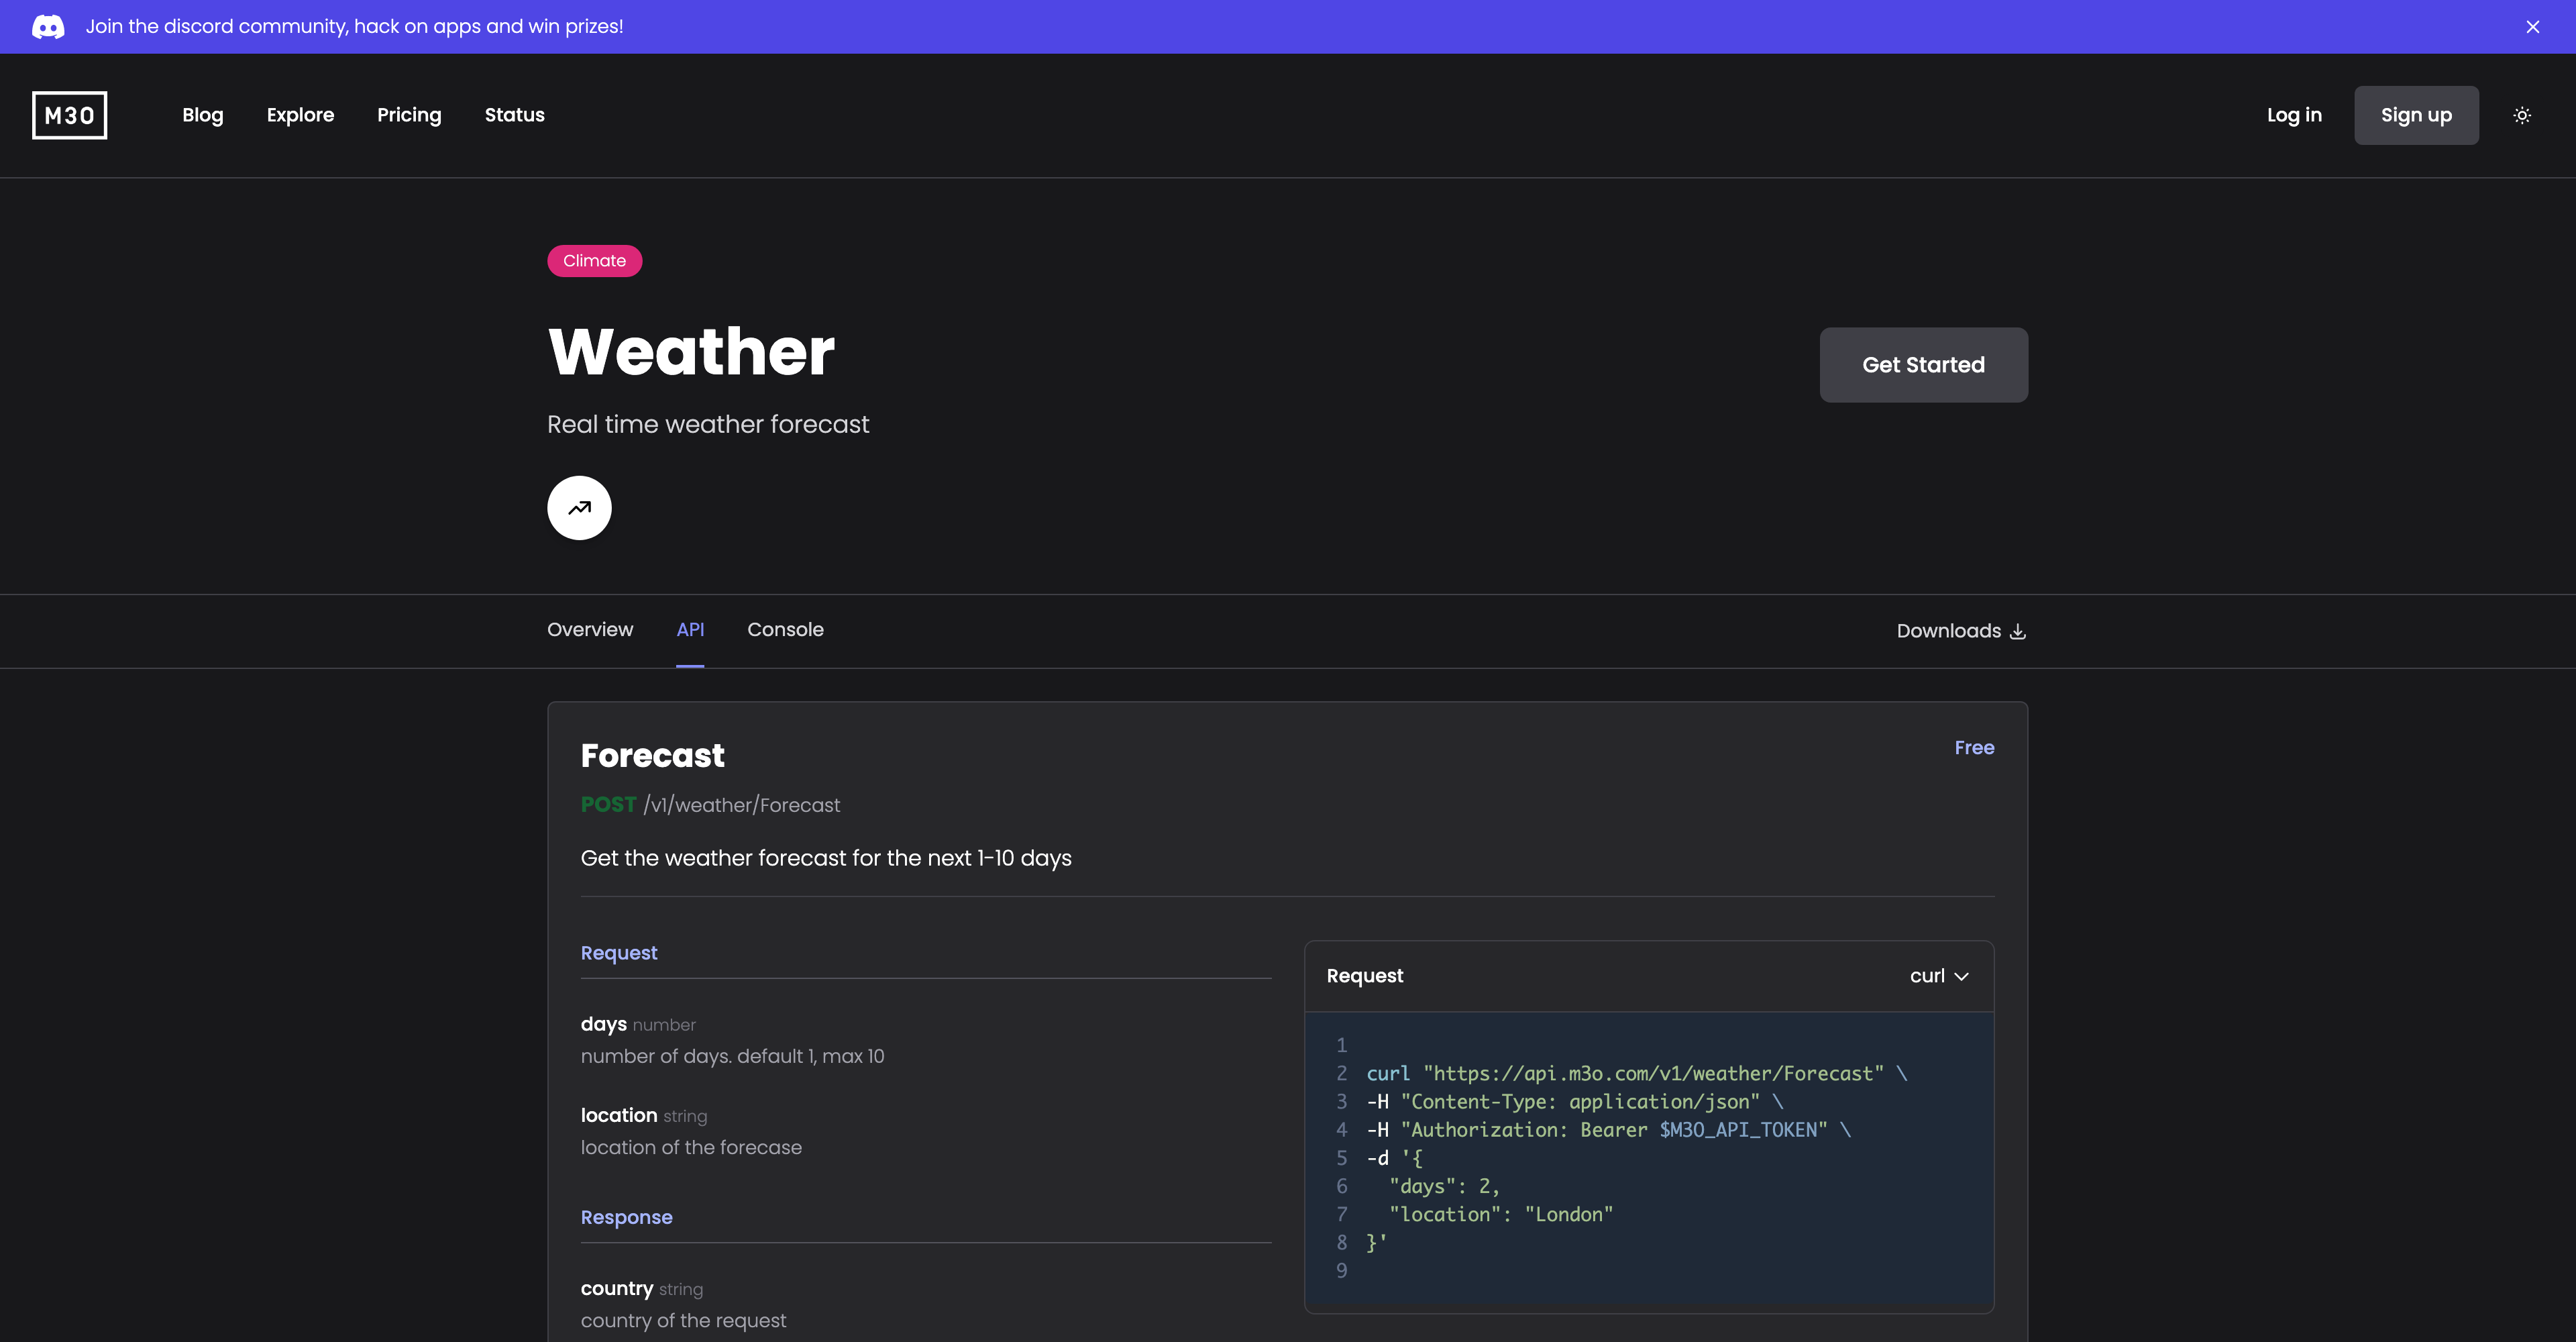 Join the discord community, hack on apps and win prizes!
M3O
Blog
Explore
Pricing
Status
Log in
Sign up
Climate
Weather
Get Started
Real time weather forecast
Overview
API
Console
Downloads
Forecast
Free
POST /v1/weather/Forecast
Get the weather forecast for the next 1-10 days
Request
days number
number of days. default 1, max 10
location string
location of the forecase
Response
country string
country of the request
Request
curl
1
2 curl "https://api.m3o.com/v1/weather/Forecast" \
3 -H "Content-Type: application/json" \
4 -H "Authorization: Bearer $M3O_API_TOKEN" \
5 -d '{
6 "days": 2,
7 "location": "London"
8 }'
9